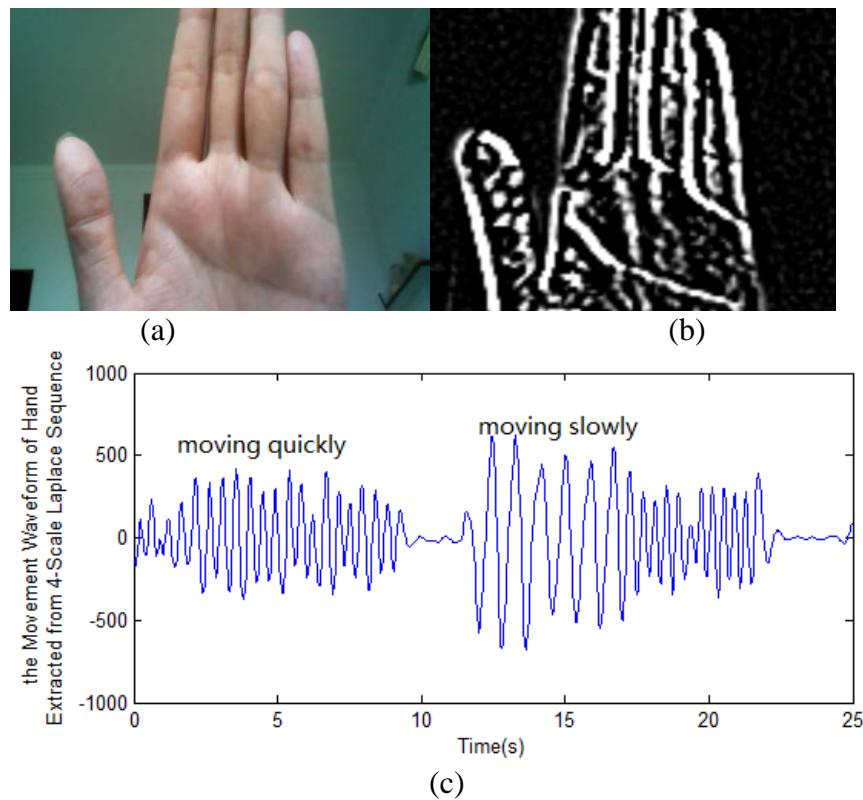 (a)
(b)
the Movement Waveform of Hand
Extracted from 4-Scale Laplace Sequence
1000
500
0
-500
-1000
moving quickly
moving slowly
0
5
10
15
20
25
Time(s)
(c)